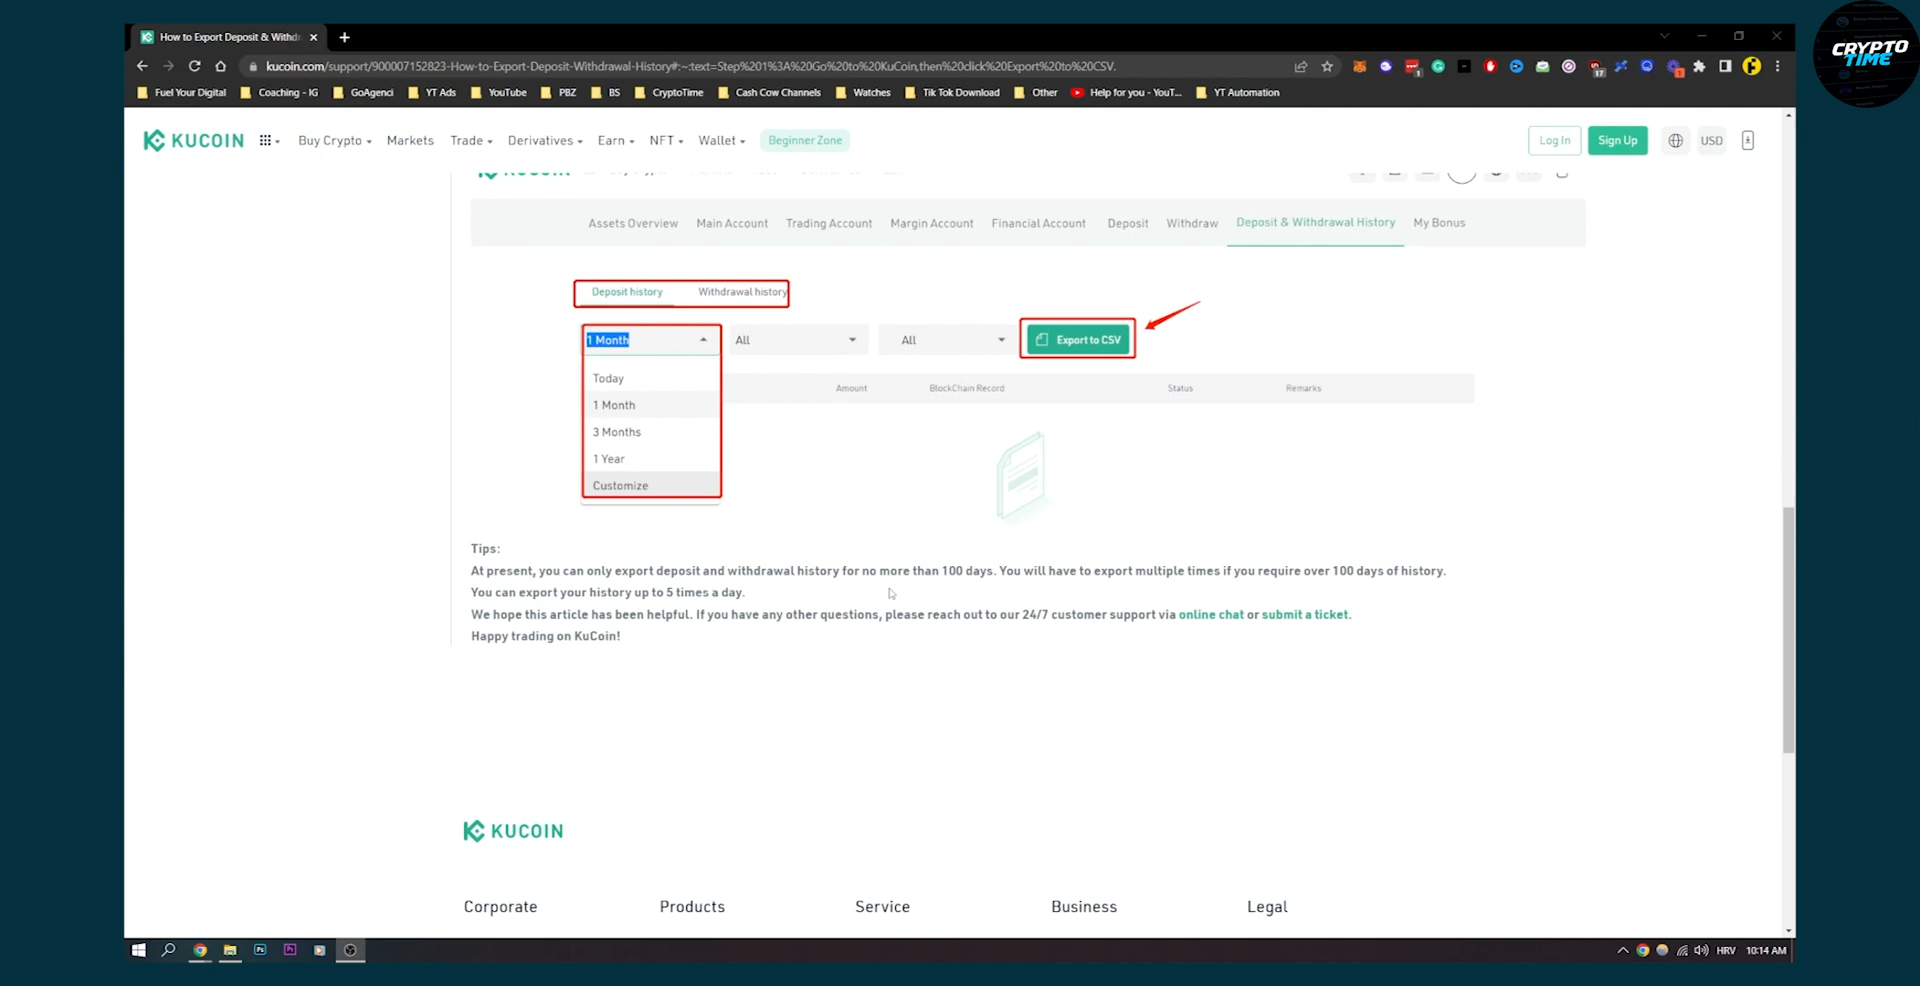 How to Export Deposit & Withdr
CRYPTO
TIME
kucoin.com/support/900007152823-How-to-Export-Deposit-Withdrawal-History#:~:text=Step%201%3A%20Go%20to%20KuCoin,then%20click%20Export%20to%20CSV.
Fuel Your Digital Coaching - IG GoAgenci YT Ads YouTube PBZ BS CryptoTime Cash Cow Channels Watches Tik Tok Download Other Help for you - YouT... YT Automation
KUCOIN Buy Crypto Markets Trade Derivatives Earn NFT Wallet Beginner Zone Log In Sign Up USD
Assets Overview Main Account Trading Account Margin Account Financial Account Deposit Withdraw Deposit & Withdrawal History My Bonus
Deposit history Withdrawal history
1 Month All All Export to CSV
Today
Amount BlockChain Record Status Remarks
1 Month
3 Months
1 Year
Customize
Tips:
At present, you can only export deposit and withdrawal history for no more than 100 days. You will have to export multiple times if you require over 100 days of history.
You can export your history up to 5 times a day.
We hope this article has been helpful. If you have any other questions, please reach out to our 24/7 customer support via online chat or submit a ticket.
Happy trading on KuCoin!
KUCOIN
Corporate Products Service Business Legal
HRV 10:14 AM